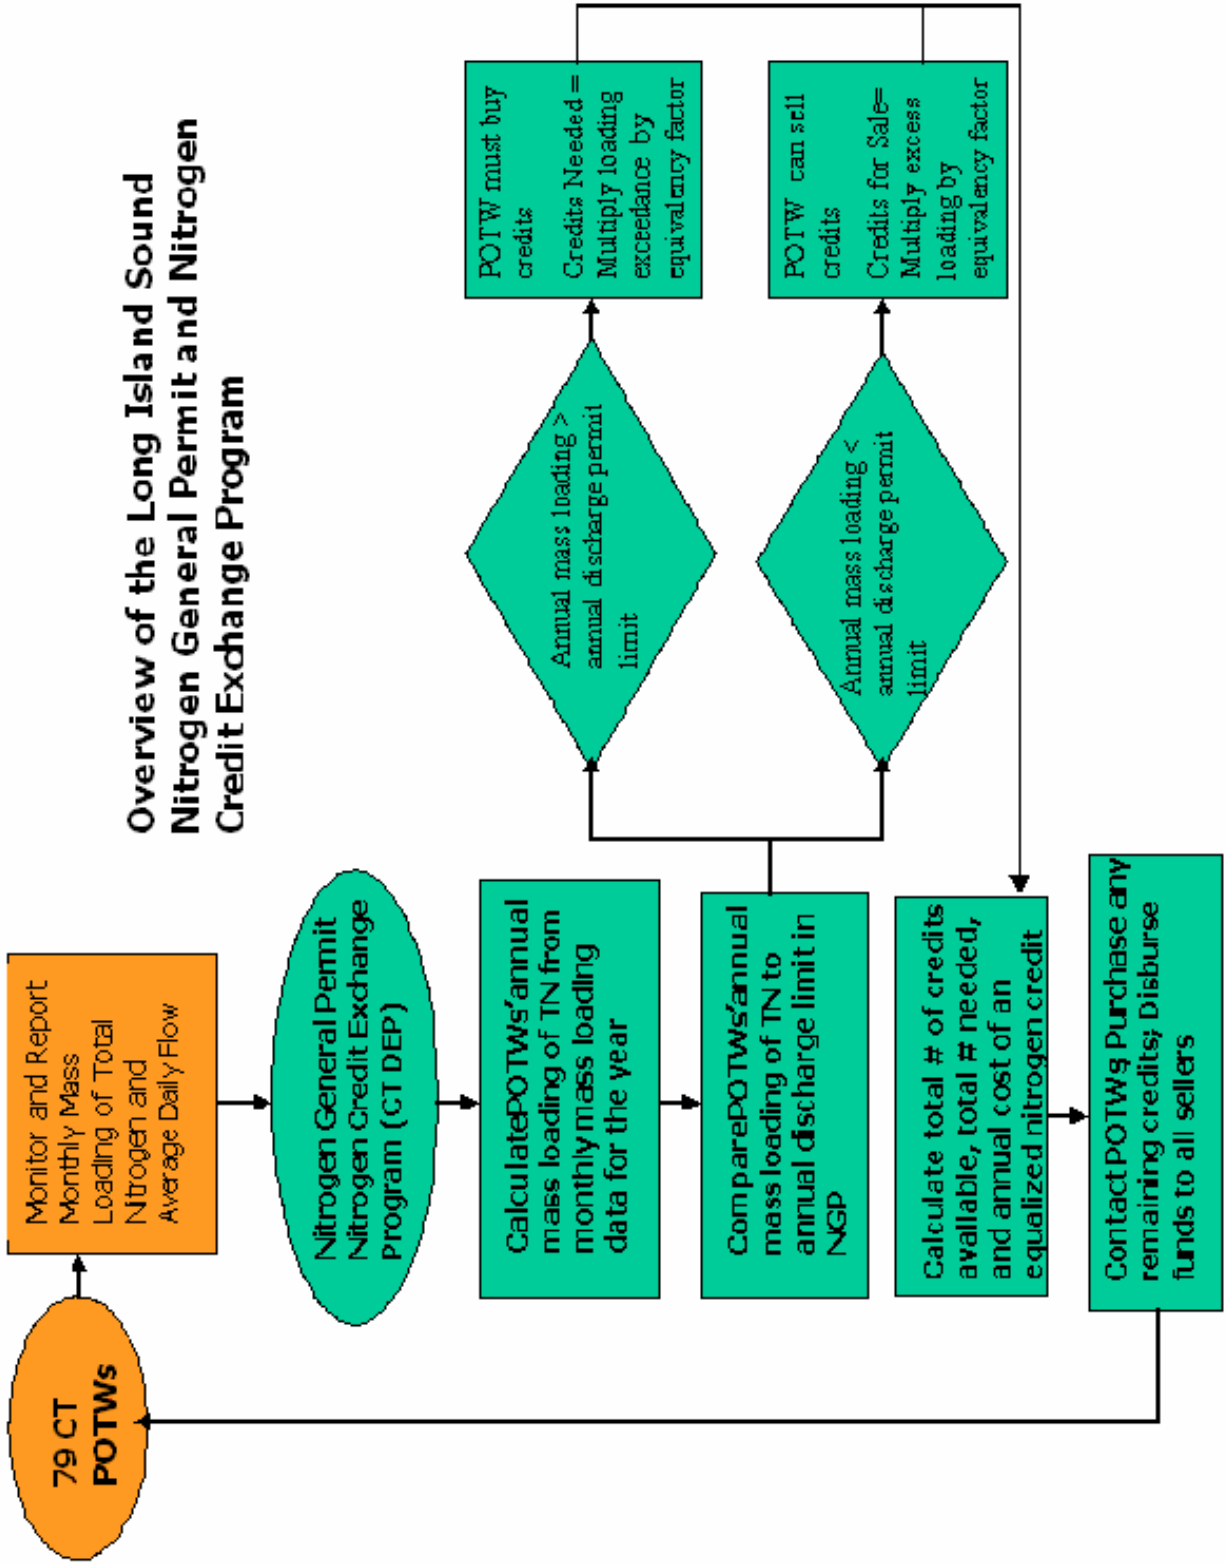 Overview of the Long Island Sound
Nitrogen General Permit and Nitrogen
Credit Exchange Program
79 CT
POTWs
Monitor and Report
Monthly Mass
Loading of Total
Nitrogen and
Average Daily Flow
Nitrogen General Permit
Nitrogen Credit Exchange
Program (CT DEP)
CalculatePOTWs'annual
mass loading of TN from
monthly mass loading
data for the year
ComparePOTWs'annual
mass loading of TN to
annual discharge limit in
NGP
Annual mass loading >
annual discharge permit
limit
POTW must buy
credits
Credits Needed =
Multiply loading
exceedance by
equivalency factor
Annual mass loading <
annual discharge permit
limit
POTW can sell
credits
Credits for Sale=
Multiply excess
loading by
equivalency factor
Calculate total # of credits
available, total # needed,
and annual cost of an
equalized nitrogen credit
Contact POTWs Purchase any
remaining credits; Disburse
funds to all sellers